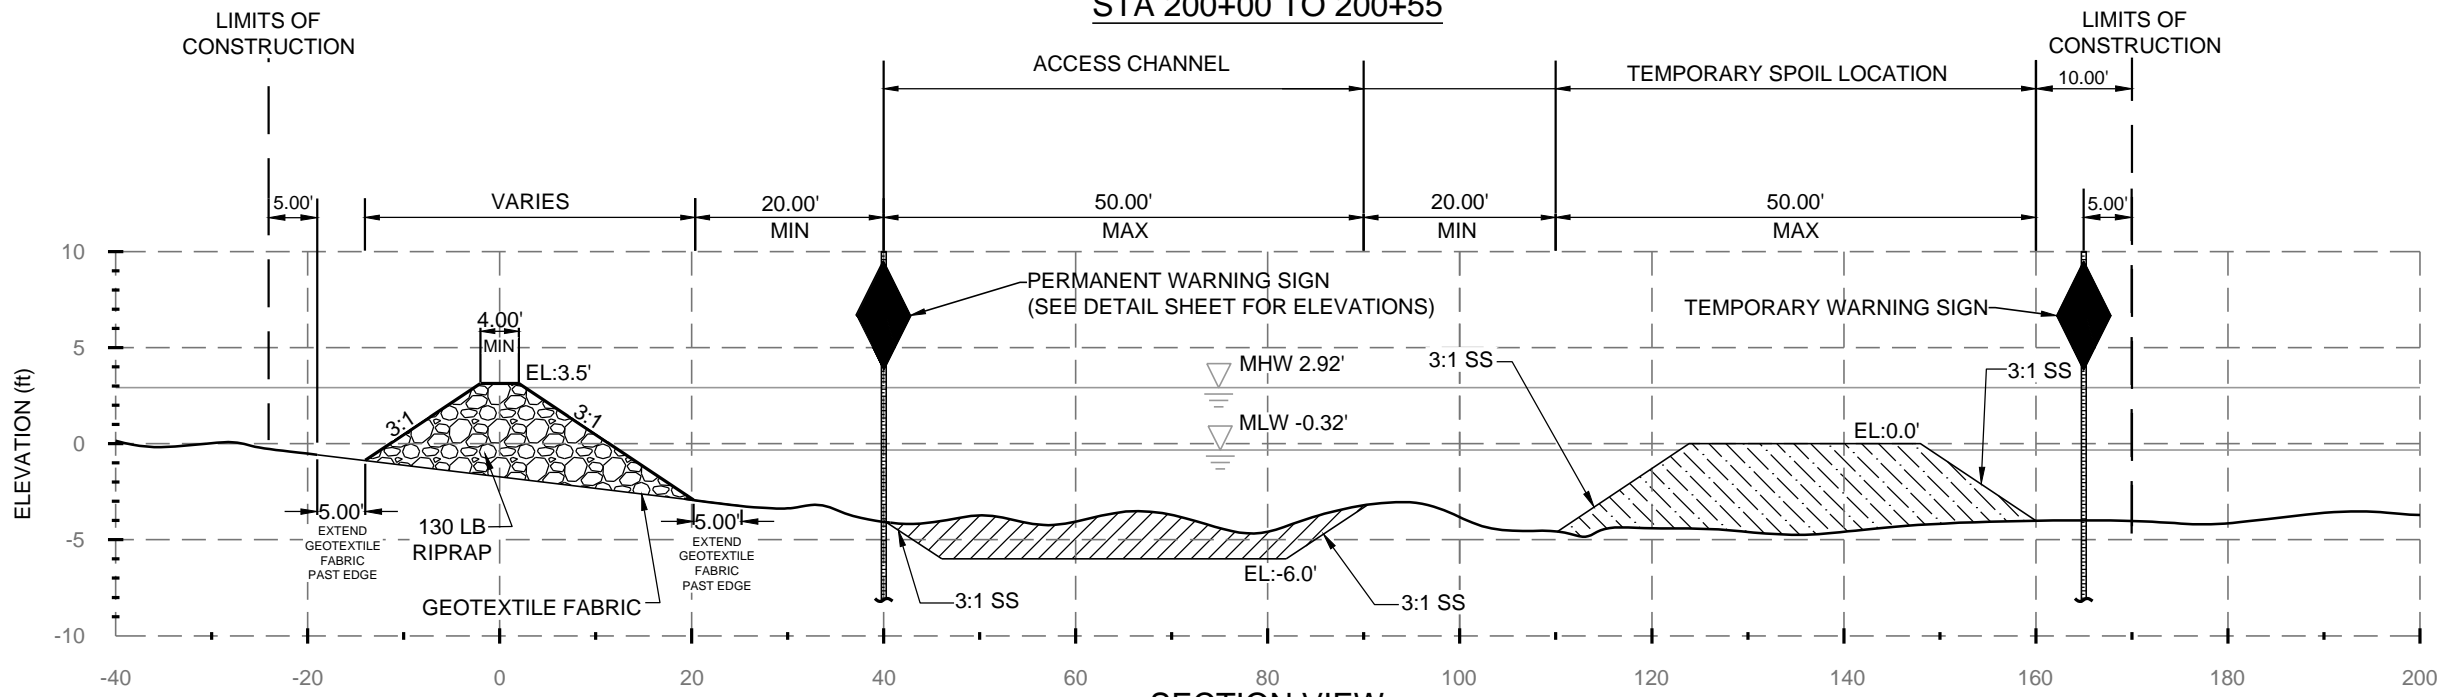 STA 200+00 TO 200+55
LIMITS OF
CONSTRUCTION
LIMITS OF
CONSTRUCTION
ACCESS CHANNEL
TEMPORARY SPOIL LOCATION
10.00'
5.00'
VARIES
20.00'
MIN
50.00'
MAX
20.00'
MIN
50.00'
MAX
5.00'
ELEVATION (ft)
10
5
0
-5
-10
4.00'
MIN
EL:3.5'
3:1
3:1
PERMANENT WARNING SIGN
(SEE DETAIL SHEET FOR ELEVATIONS)
TEMPORARY WARNING SIGN
MHW 2.92'
MLW -0.32'
3:1 SS
3:1 SS
EL:0.0'
5.00'
EXTEND
GEOTEXTILE
FABRIC
PAST EDGE
130 LB
RIPRAP
5.00'
EXTEND
GEOTEXTILE
FABRIC
PAST EDGE
GEOTEXTILE FABRIC
EL:-6.0'
3:1 SS
3:1 SS
-40
-20
0
20
40
60
80
100
120
140
160
180
200
SECTION VIEW